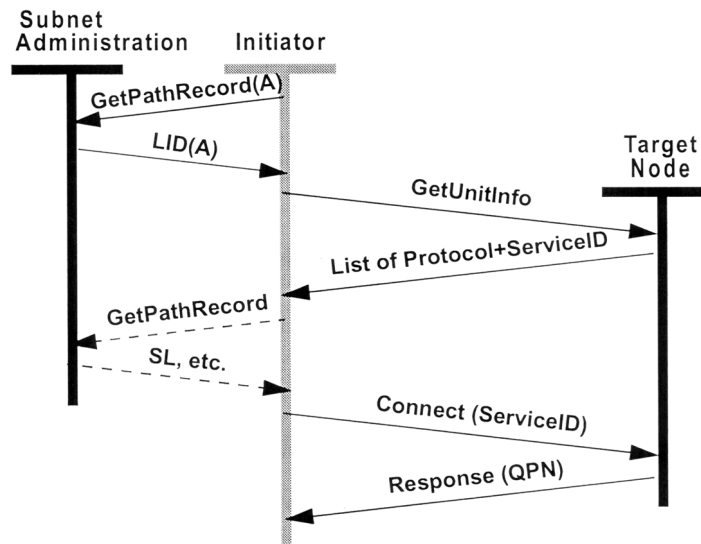 Subnet
Administration
Initiator
GetPathRecord(A)
LID(A)
Target
Node
GetUnitInfo
List of Protocol+ServiceID
GetPathRecord
SL, etc.
Connect (ServiceID)
Response (QPN)